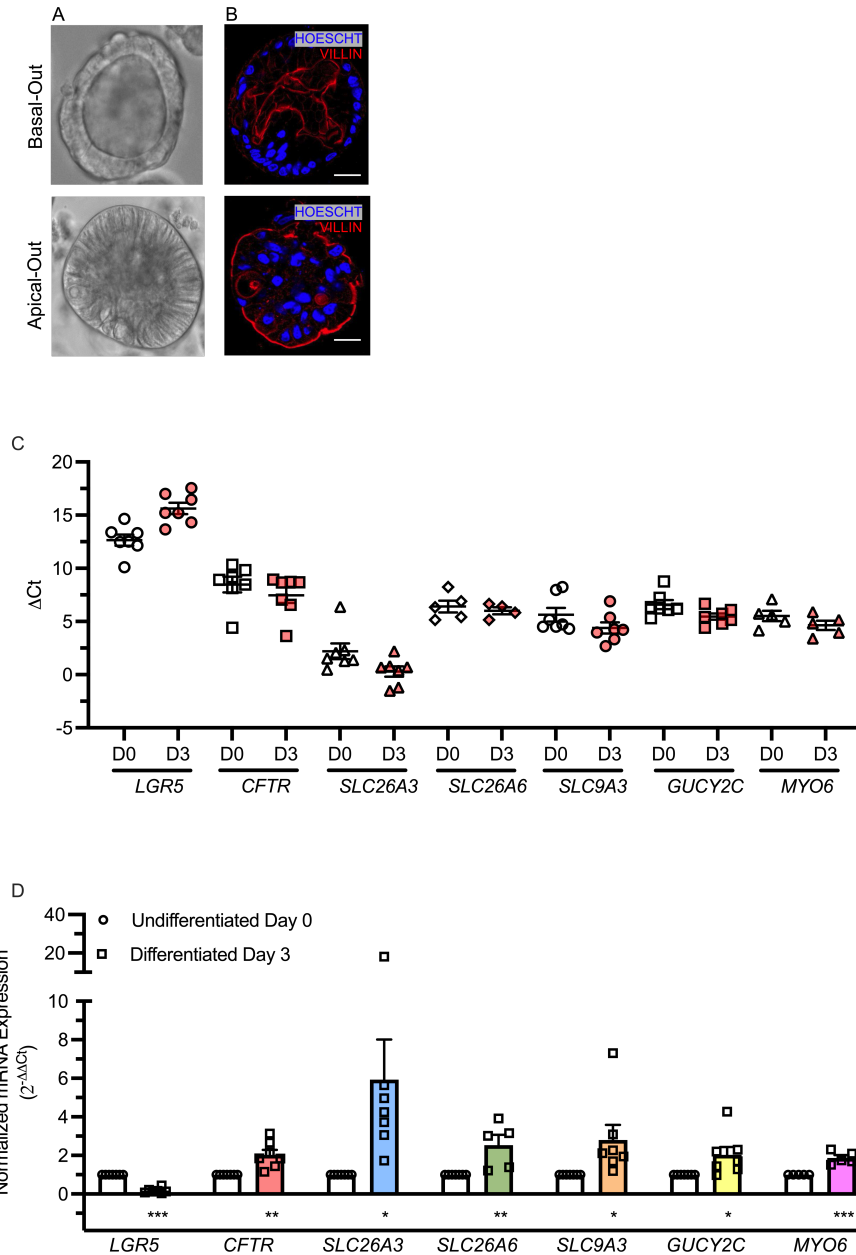 A
B
Basal-Out
HOESCHT
VILLIN
Apical-Out
HOESCHT
VILLIN
C
20
15
10
5
0
-5
ΔCt
D0 D3 D0 D3 D0 D3 D0 D3 D0 D3 D0 D3 D0 D3
LGR5 CFTR SLC26A3 SLC26A6 SLC9A3 GUCY2C MYO6
D
40
20
Undifferentiated Day 0
Differentiated Day 3
10
8
6
4
2
0
Normalized mRNA Expression
(2-ΔΔCt)
*** ** * ** * * ***
LGR5 CFTR SLC26A3 SLC26A6 SLC9A3 GUCY2C MYO6